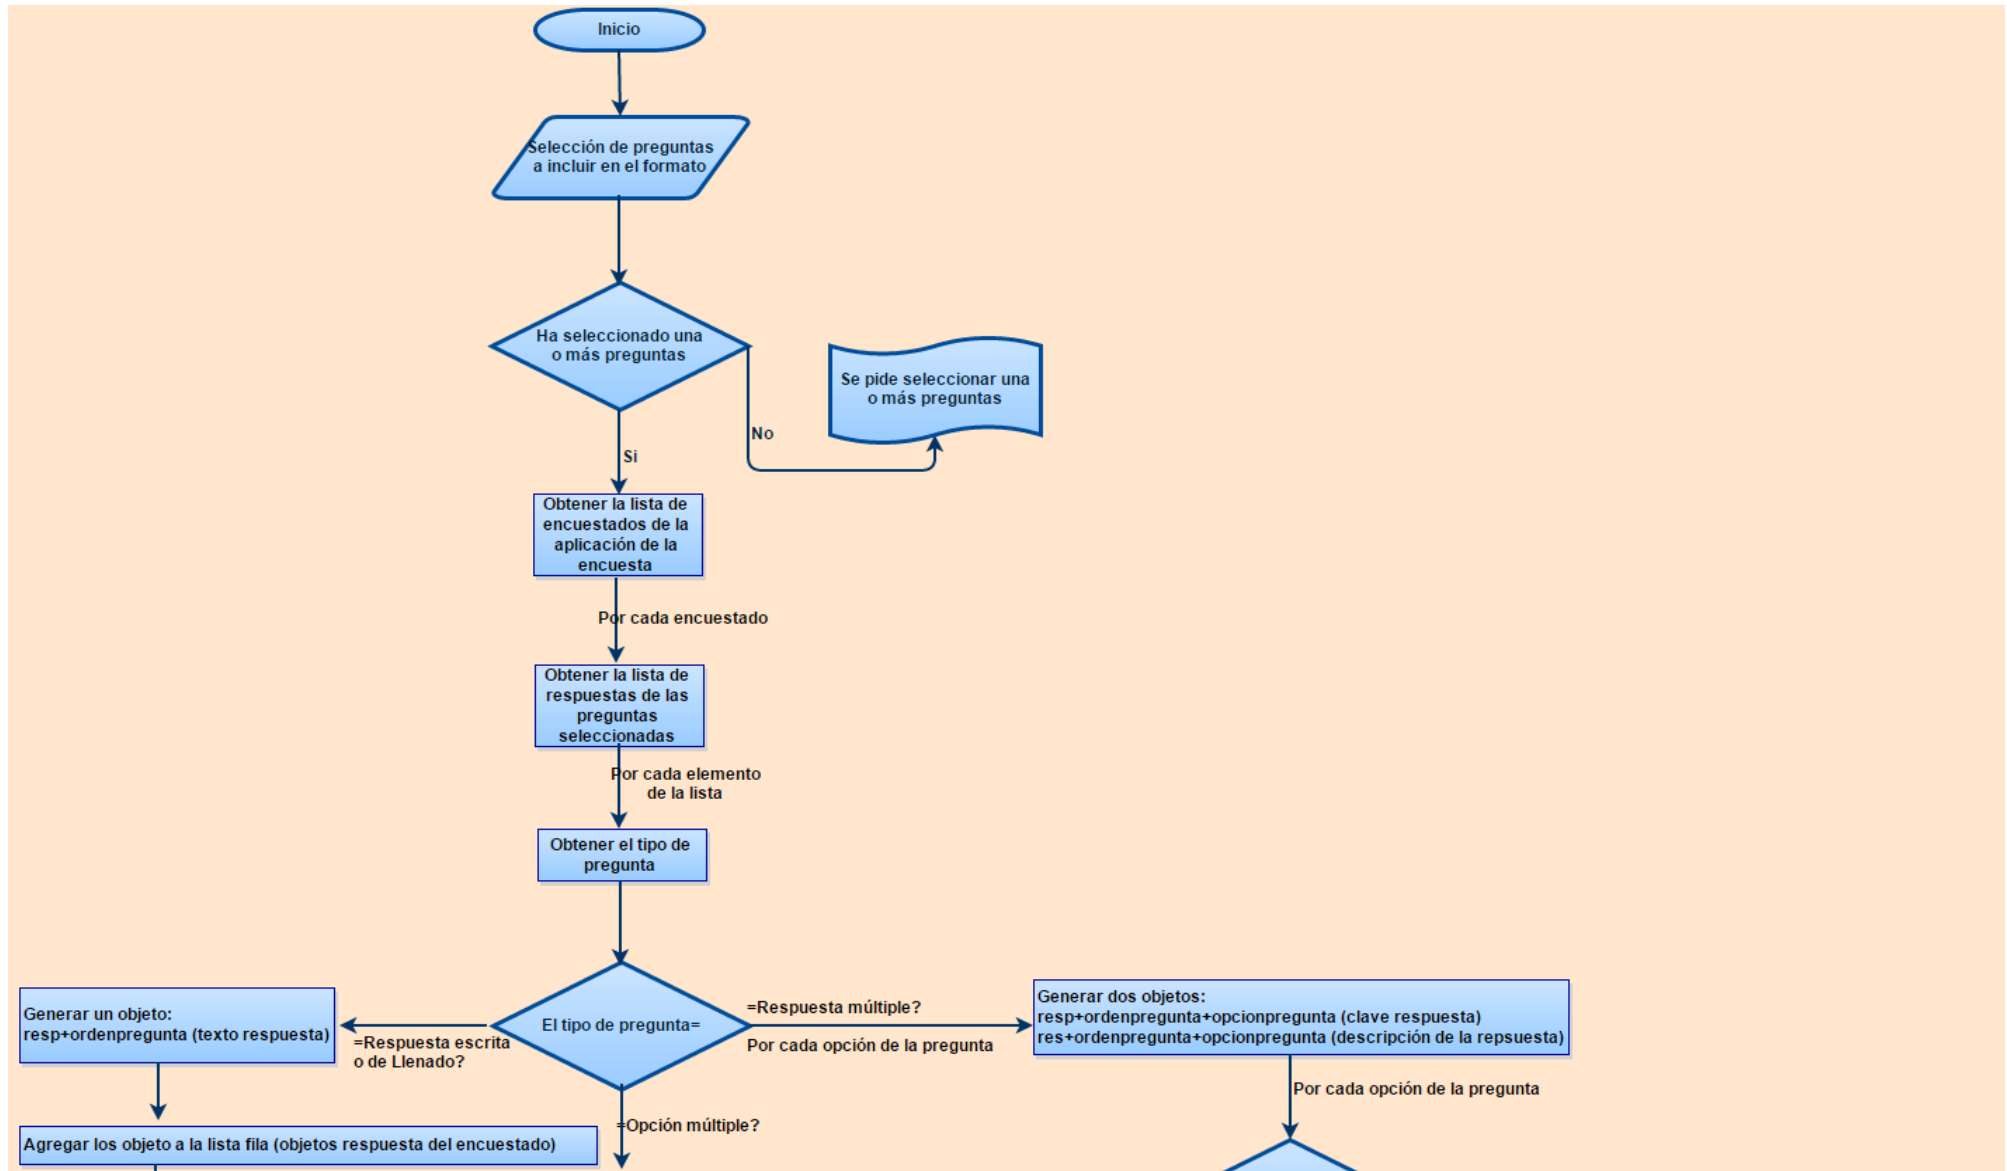 Inicio
Selección de preguntas
a incluir en el formato
Ha seleccionado una
o más preguntas
Se pide seleccionar una
o más preguntas
No
Si
Obtener la lista de
encuestados de la
aplicación de la
encuesta
Por cada encuestado
Obtener la lista de
respuestas de las
preguntas
seleccionadas
Por cada elemento
de la lista
Obtener el tipo de
pregunta
El tipo de pregunta=
=Respuesta escrita
o de Llenado?
Generar un objeto:
resp+ordenpregunta (texto respuesta)
Agregar los objeto a la lista fila (objetos respuesta del encuestado)
=Opción múltiple?
=Respuesta múltiple?
Por cada opción de la pregunta
Generar dos objetos:
resp+ordenpregunta+opcionpregunta (clave respuesta)
res+ordenpregunta+opcionpregunta (descripción de la repsuesta)
Por cada opción de la pregunta